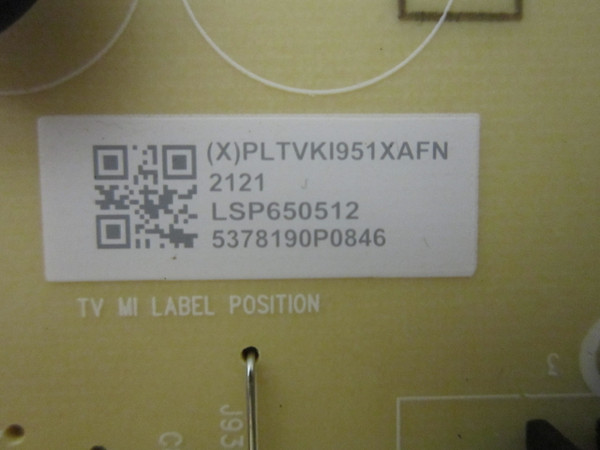 (X)PLTVKI951XAFN
2121
LSP650512
5378190P0846
TV MI LABEL POSITION